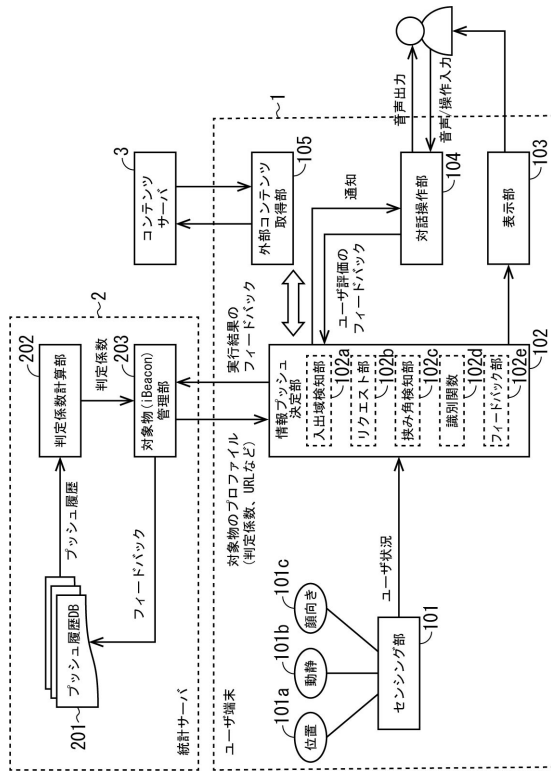 統計サーバ
2
201
プッシュ履歴DB
プッシュ履歴
フィードバック
202
判定係数計算部
判定係数
203
対象物(iBeacon)
管理部
3
コンテンツ
サーバ
対象物のプロファイル
(判定係数、URLなど)
実行結果の
フィードバック
ユーザ端末
1
101a
位置
101b
動静
101c
顔向き
センシング部
101
ユーザ状況
情報プッシュ
決定部
入出域検知部
102a
リクエスト部
102b
挟み角検知部
102c
識別関数
102d
フィードバック部
102e
102
外部コンテンツ
取得部
105
通知
ユーザ評価の
フィードバック
対話操作部
104
表示部
103
音声出力
音声/操作入力